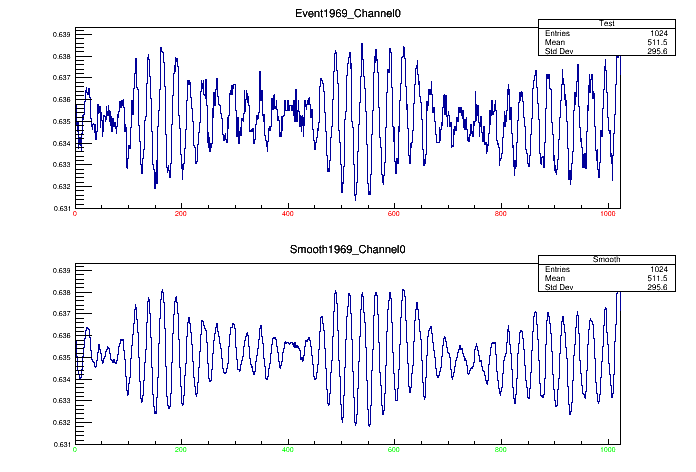 Event1969_Channel0
Test
Entries 1024
Mean 511.5
Std Dev 295.6
0.639
0.638
0.637
0.636
0.635
0.634
0.633
0.632
0.631
0 200 400 600 800 1000
Smooth1969_Channel0
Smooth
Entries 1024
Mean 511.5
Std Dev 295.6
0.639
0.638
0.637
0.636
0.635
0.634
0.633
0.632
0.631
0 200 400 600 800 1000